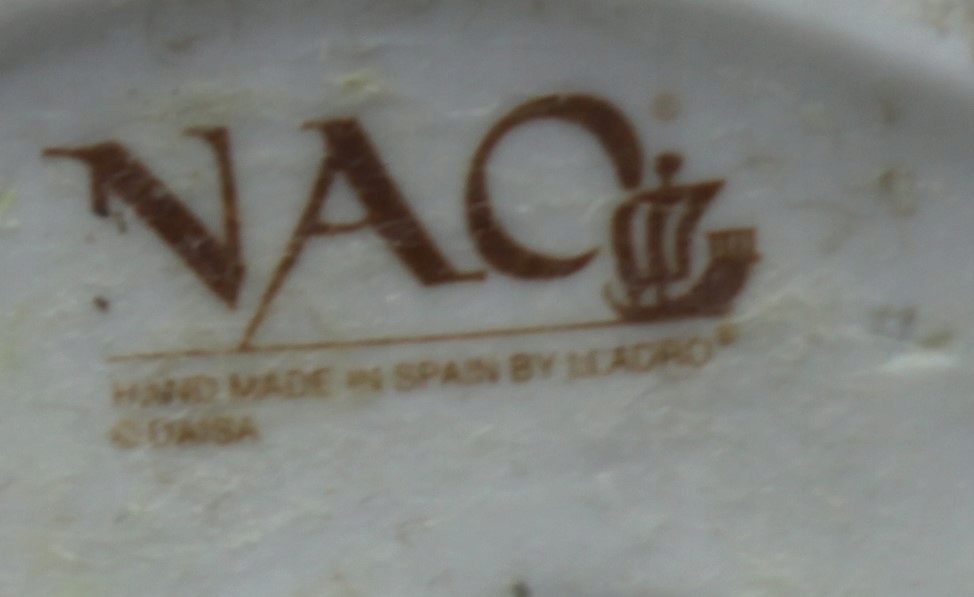 NAO
HAND MADE IN SPAIN BY LLADRO®
© DAISA